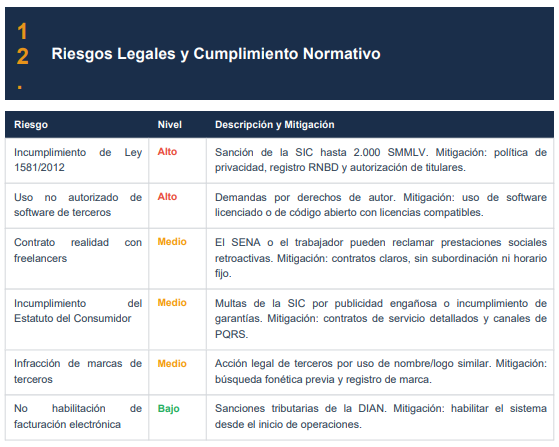 1
2
.
Riesgos Legales y Cumplimiento Normativo
Riesgo Nivel Descripción y Mitigación
Incumplimiento de Ley
1581/2012
Alto
Sanción de la SIC hasta 2.000 SMMLV. Mitigación: política de
privacidad, registro RNBD y autorización de titulares.
Uso no autorizado de
software de terceros
Alto
Demandas por derechos de autor. Mitigación: uso de software
licenciado o de código abierto con licencias compatibles.
Contrato realidad con
freelancers
Medio
El SENA o el trabajador pueden reclamar prestaciones sociales
retroactivas. Mitigación: contratos claros, sin subordinación ni horario
fijo.
Incumplimiento del
Estatuto del Consumidor
Medio
Multas de la SIC por publicidad engañosa o incumplimiento de
garantías. Mitigación: contratos de servicio detallados y canales de
PQRS.
Infracción de marcas de
terceros
Medio
Acción legal de terceros por uso de nombre/logo similar. Mitigación:
búsqueda fonética previa y registro de marca.
No habilitación de
facturación electrónica
Bajo
Sanciones tributarias de la DIAN. Mitigación: habilitar el sistema
desde el inicio de operaciones.